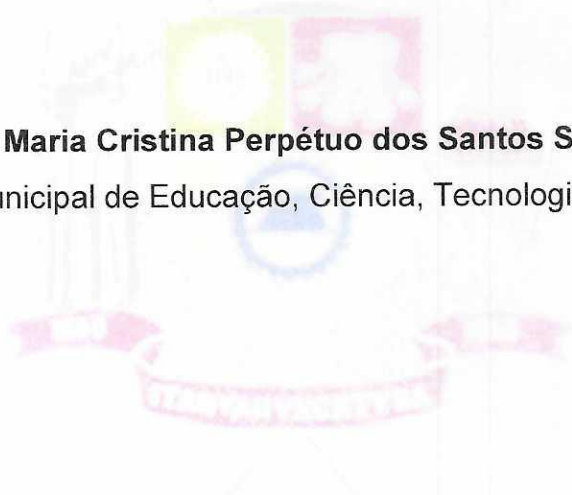 Maria Cristina Perpétuo dos Santos S
unicipal de Educação, Ciência, Tecnologi